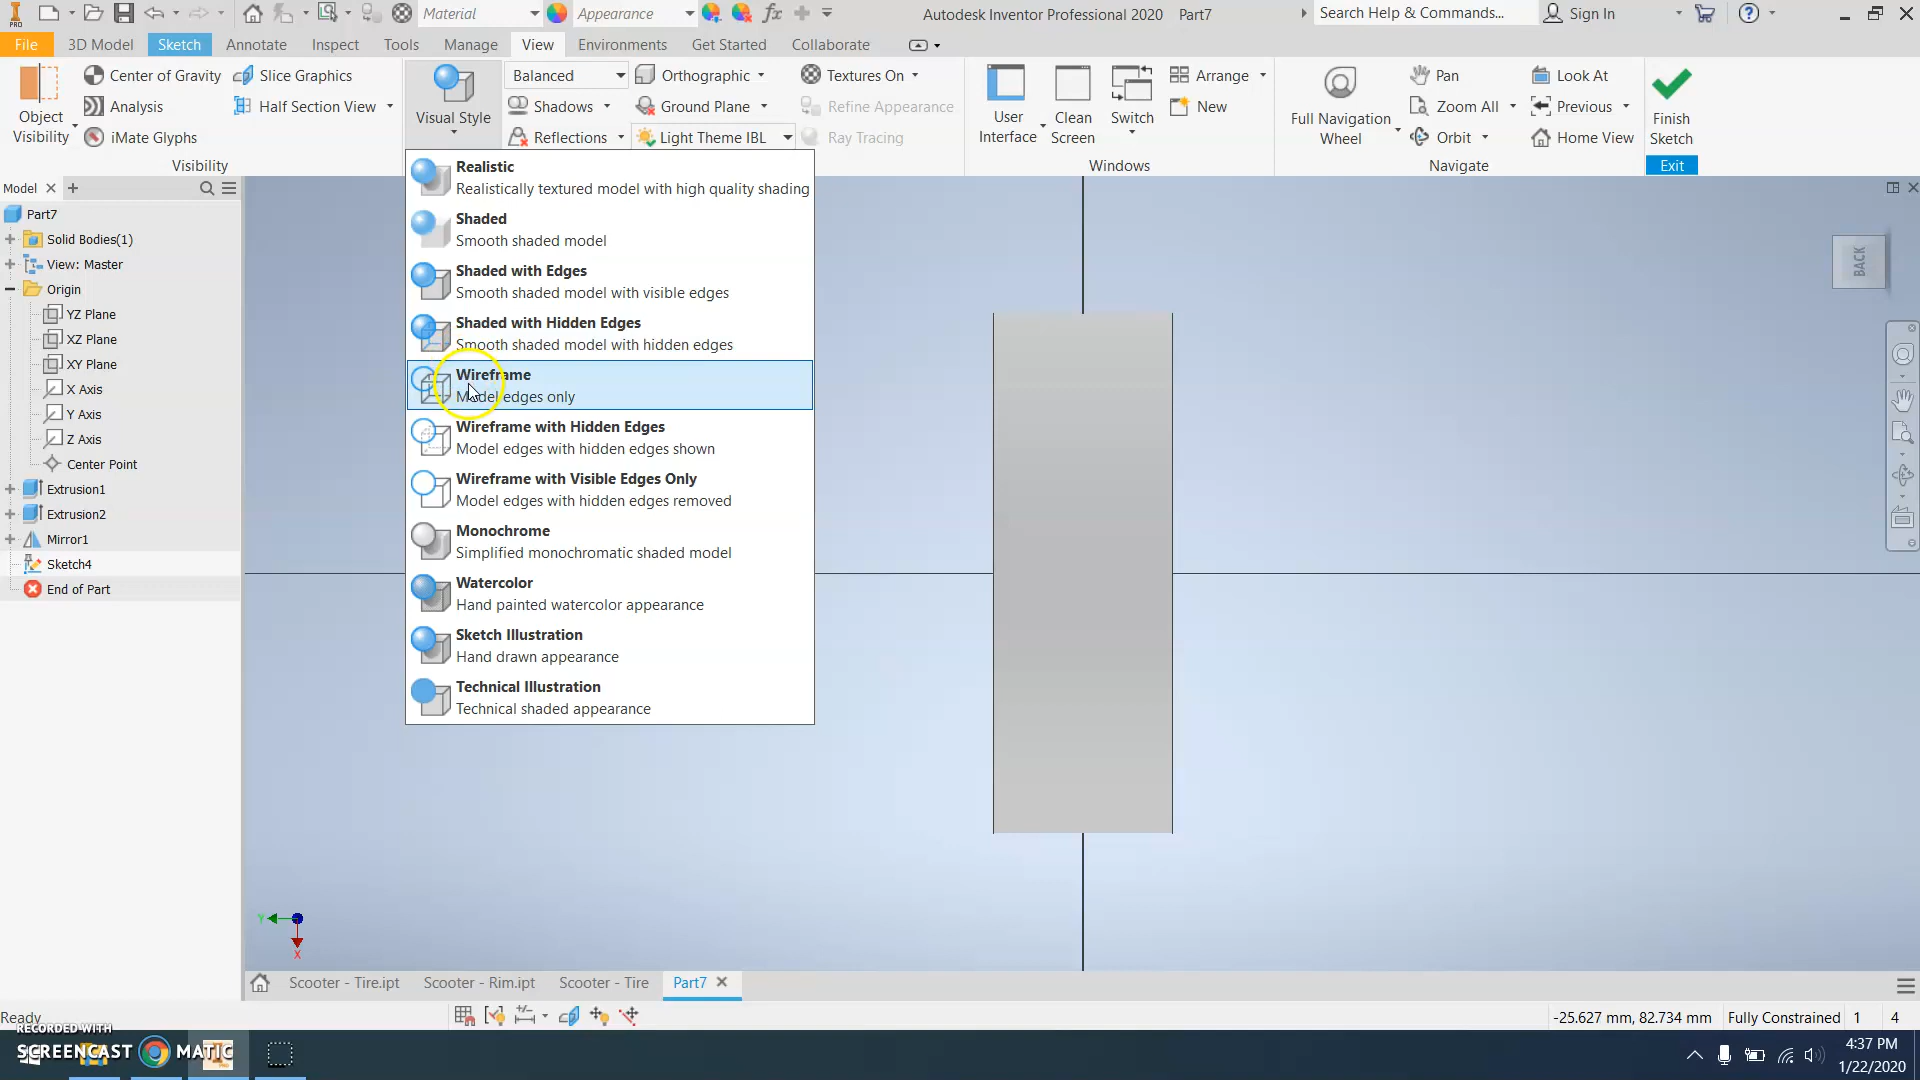 PRO
Material
Appearance
fx
Autodesk Inventor Professional 2020 Part7
Search Help & Commands...
Sign In
File 3D Model Sketch Annotate Inspect Tools Manage View Environments Get Started Collaborate
Object Visibility
Center of Gravity
Analysis
iMate Glyphs
Slice Graphics
Half Section View
Visibility
Visual Style
Balanced
Shadows
Reflections
Orthographic
Ground Plane
Light Theme IBL
Textures On
Refine Appearance
Ray Tracing
User Interface
Clean Screen
Switch
Arrange
New
Windows
Full Navigation Wheel
Pan
Zoom All
Orbit
Look At
Previous
Home View
Navigate
Finish Sketch
Exit
Model
Part7
Solid Bodies(1)
View: Master
Origin
YZ Plane
XZ Plane
XY Plane
X Axis
Y Axis
Z Axis
Center Point
Extrusion1
Extrusion2
Mirror1
Sketch4
End of Part
Realistic
Realistically textured model with high quality shading
Shaded
Smooth shaded model
Shaded with Edges
Smooth shaded model with visible edges
Shaded with Hidden Edges
Smooth shaded model with hidden edges
Wireframe
Model edges only
Wireframe with Hidden Edges
Model edges with hidden edges shown
Wireframe with Visible Edges Only
Model edges with hidden edges removed
Monochrome
Simplified monochromatic shaded model
Watercolor
Hand painted watercolor appearance
Sketch Illustration
Hand drawn appearance
Technical Illustration
Technical shaded appearance
BACK
Y
X
Scooter - Tire.ipt Scooter - Rim.ipt Scooter - Tire Part7
Ready
-25.627 mm, 82.734 mm Fully Constrained 1 4
RECORDED WITH
SCREENCAST MATIC
4:37 PM
1/22/2020